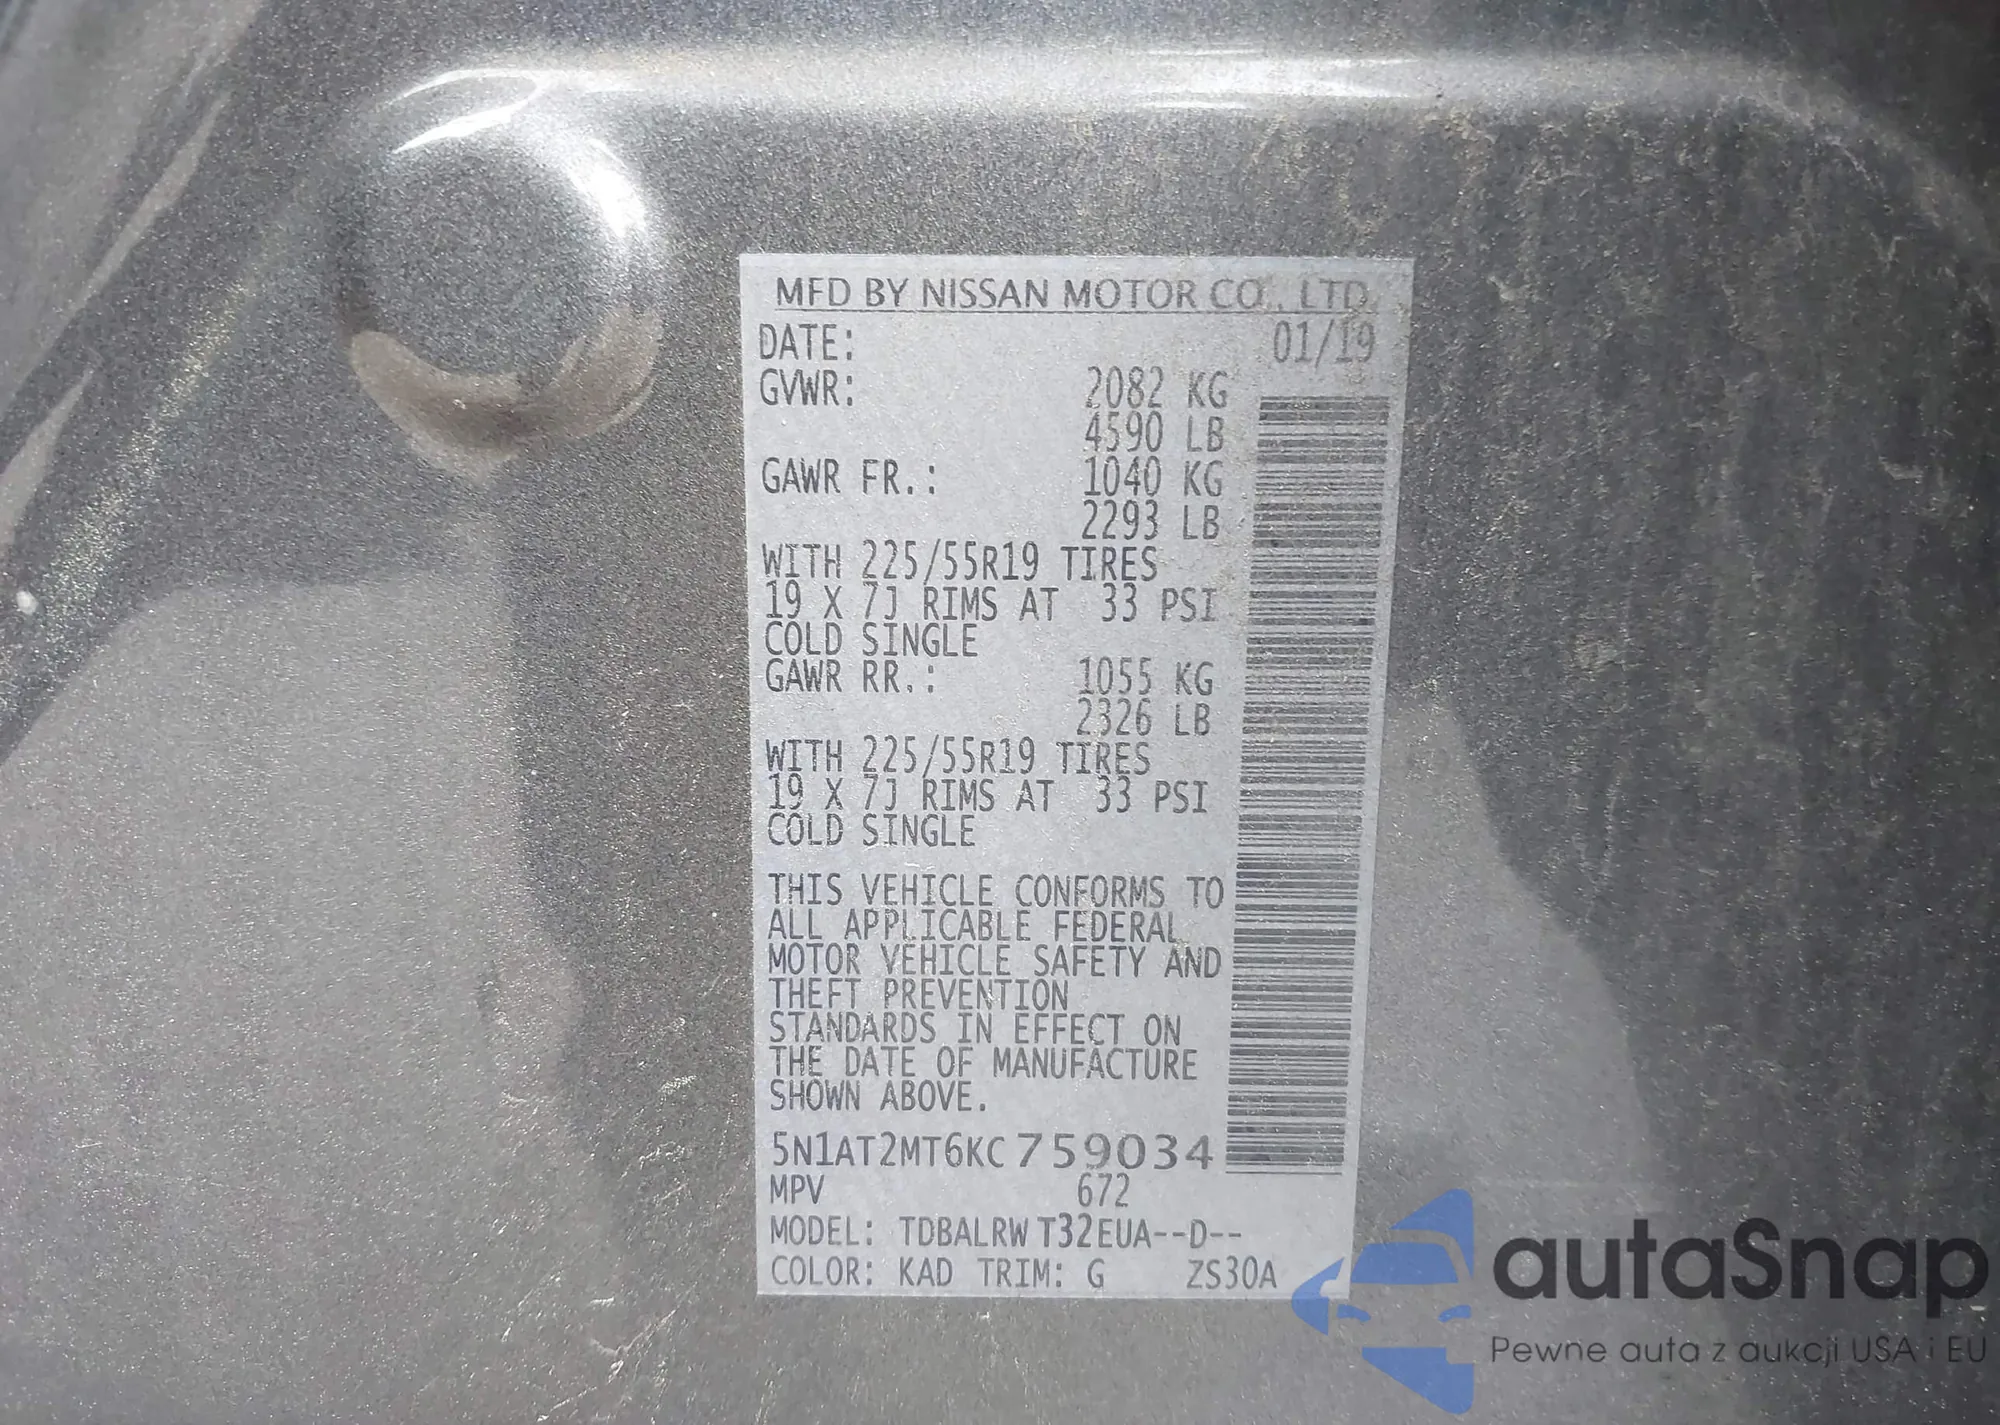 MFD BY NISSAN MOTOR CO., LTD.
DATE: 01/19
GVWR: 2082 KG
4590 LB
GAWR FR.: 1040 KG
2293 LB
WITH 225/55R19 TIRES
19 X 7J RIMS AT 33 PSI
COLD SINGLE
GAWR RR.: 1055 KG
2326 LB
WITH 225/55R19 TIRES
19 X 7J RIMS AT 33 PSI
COLD SINGLE
THIS VEHICLE CONFORMS TO
ALL APPLICABLE FEDERAL
MOTOR VEHICLE SAFETY AND
THEFT PREVENTION
STANDARDS IN EFFECT ON
THE DATE OF MANUFACTURE
SHOWN ABOVE.
5N1AT2MT6KC759034
MPV 672
MODEL: TDBALRW T32EUA--D--
COLOR: KAD TRIM: G ZS30A
autaSnap
Pewne auta z aukcji USA i EU